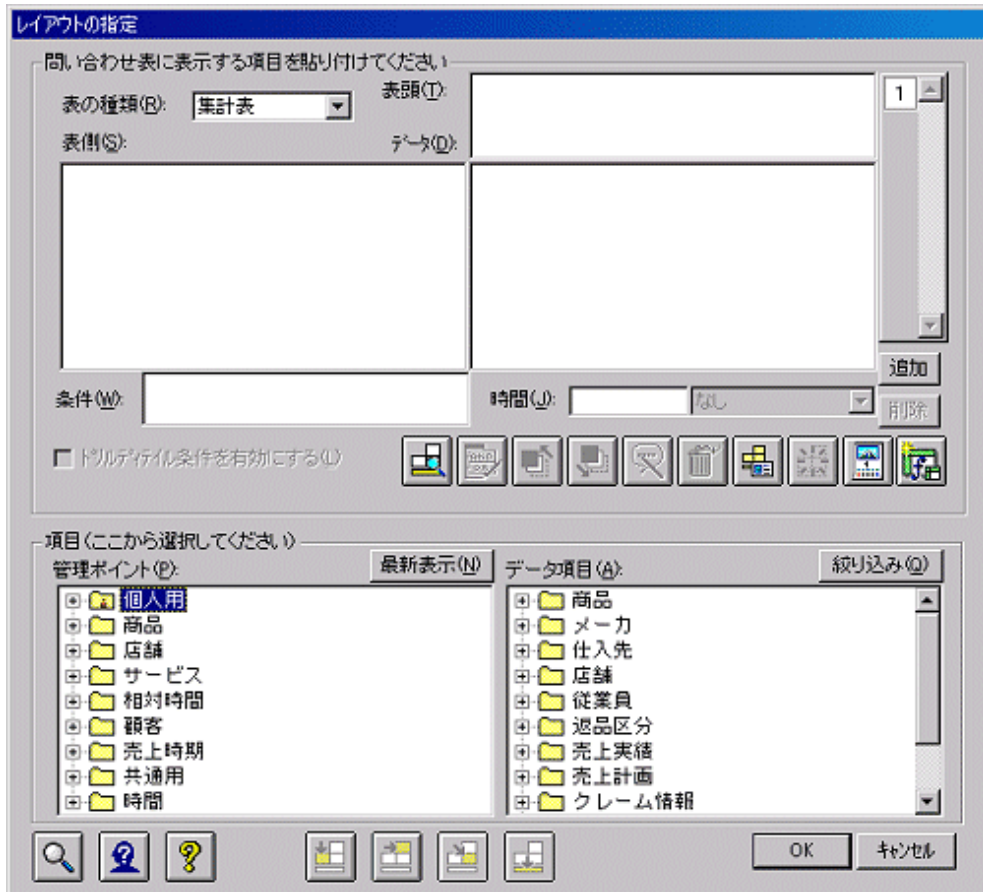 レイアウトの指定
問い合わせ表に表示する項目を貼り付けてください
表の種類(R):
集計表
表頭(T):
1
表側(S):
データ(D):
追加
条件(W):
時間(J):
なし
削除
ドリルディテイル条件を有効にする(L)
項目(ここから選択してください)
管理ポイント(P):
最新表示(N)
データ項目(A):
絞り込み(Q)
個人用
商品
店舗
サービス
相対時間
顧客
売上時期
共通用
時間
商品
メーカ
仕入先
店舗
従業員
返品区分
売上実績
売上計画
クレーム情報
OK
キャンセル